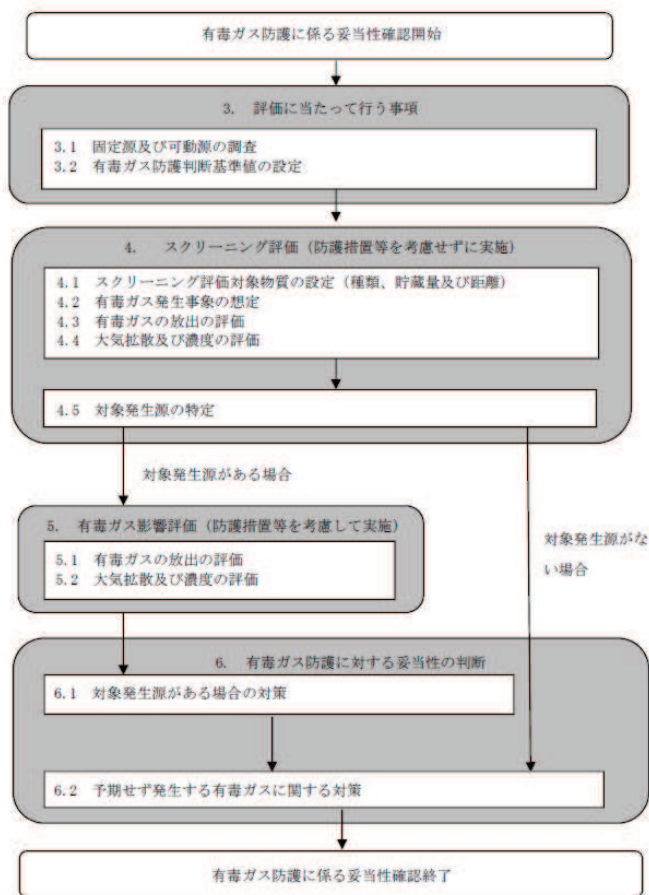 有毒ガス防護に係る妥当性確認開始
3. 評価に当たって行う事項
3.1 固定源及び可動源の調査
3.2 有毒ガス防護判断基準値の設定
4. スクリーニング評価(防護措置等を考慮せずに実施)
4.1 スクリーニング評価対象物質の設定(種類、貯蔵量及び距離)
4.2 有毒ガス発生事象の想定
4.3 有毒ガスの放出の評価
4.4 大気拡散及び濃度の評価
4.5 対象発生源の特定
対象発生源がある場合
5. 有毒ガス影響評価(防護措置等を考慮して実施)
5.1 有毒ガスの放出の評価
5.2 大気拡散及び濃度の評価
対象発生源がな
い場合
6. 有毒ガス防護に対する妥当性の判断
6.1 対象発生源がある場合の対策
6.2 予期せず発生する有毒ガスに関する対策
有毒ガス防護に係る妥当性確認終了